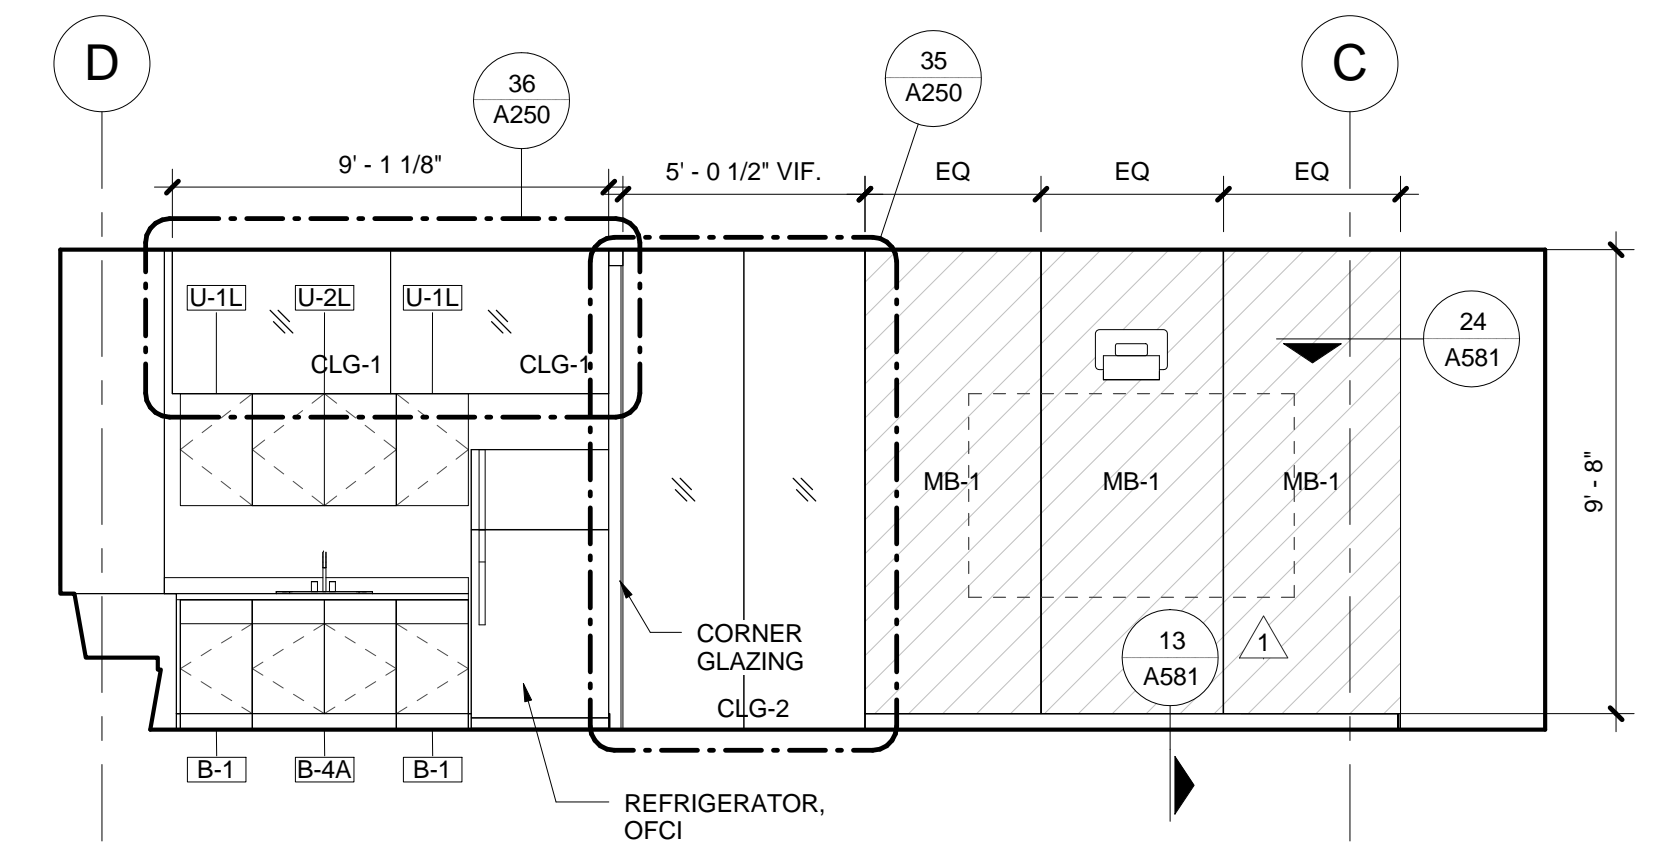 D
36
A250
35
A250
C
9' - 1 1/8"
5' - 0 1/2" VIF.
EQ
EQ
EQ
U-1L
U-2L
U-1L
CLG-1
CLG-1
24
A581
MB-1
MB-1
MB-1
9' - 8"
CORNER
GLAZING
CLG-2
13
A581
1
B-1
B-4A
B-1
REFRIGERATOR,
OFCI